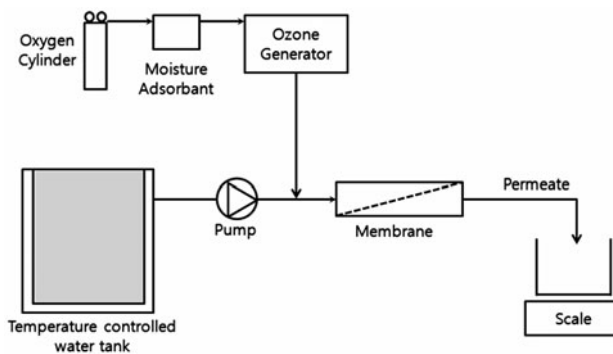 Oxygen
Cylinder
Moisture
Adsorbant
Ozone
Generator
Pump
Membrane
Permeate
Scale
Temperature controlled
water tank